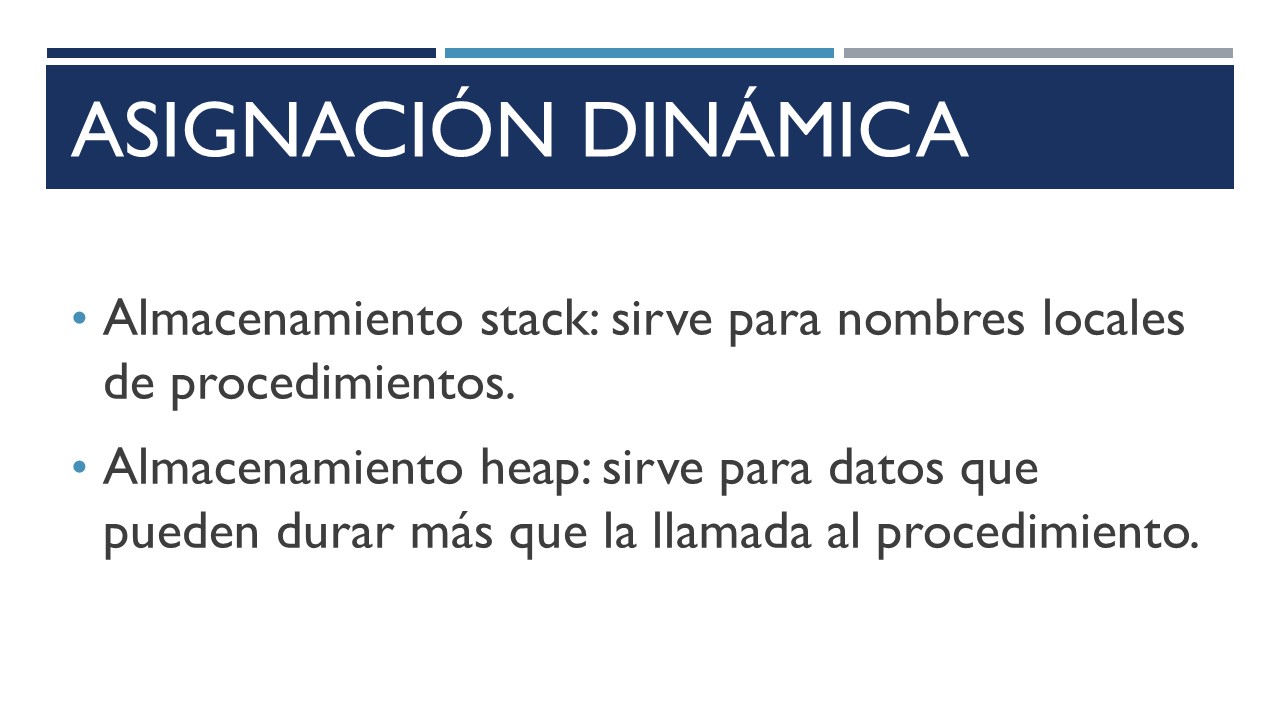 ASIGNACIÓN DINÁMICA
• Almacenamiento stack: sirve para nombres locales
de procedimientos.
• Almacenamiento heap: sirve para datos que
pueden durar más que la llamada al procedimiento.